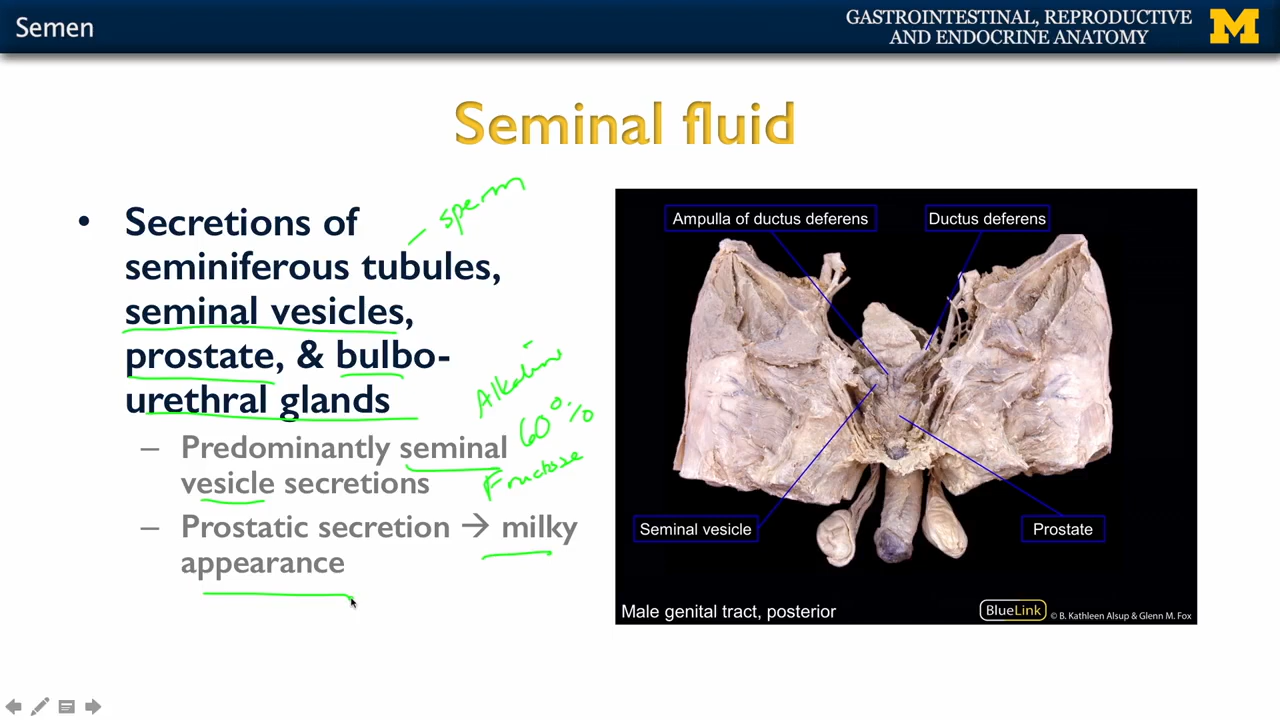 Semen
GASTROINTESTINAL, REPRODUCTIVE
AND ENDOCRINE ANATOMY
M
Seminal fluid
• Secretions of
seminiferous tubules,
seminal vesicles,
prostate, & bulbo-
urethral glands
– Predominantly seminal
vesicle secretions
– Prostatic secretion → milky
appearance
– sperm
Alkaline
60%
Fructose
Ampulla of ductus deferens
Ductus deferens
Seminal vesicle
Prostate
Male genital tract, posterior
BlueLink
© B. Kathleen Alsup & Glenn M. Fox